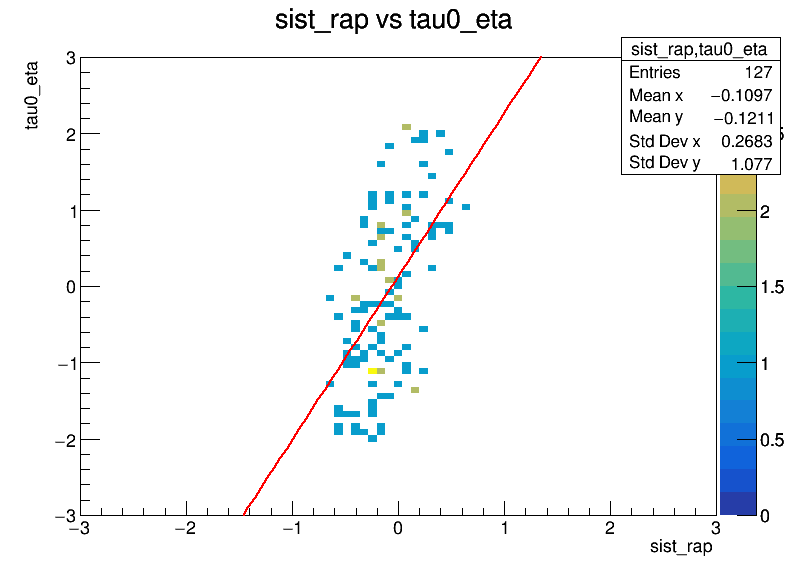 sist_rap vs tau0_eta
sist_rap,tau0_eta
Entries 127
Mean x −0.1097
Mean y −0.1211
Std Dev x 0.2683
Std Dev y 1.077
tau0_eta
3
2
1
0
−1
−2
−3
−3 −2 −1 0 1 2 3
sist_rap
2
1.5
1
0.5
0